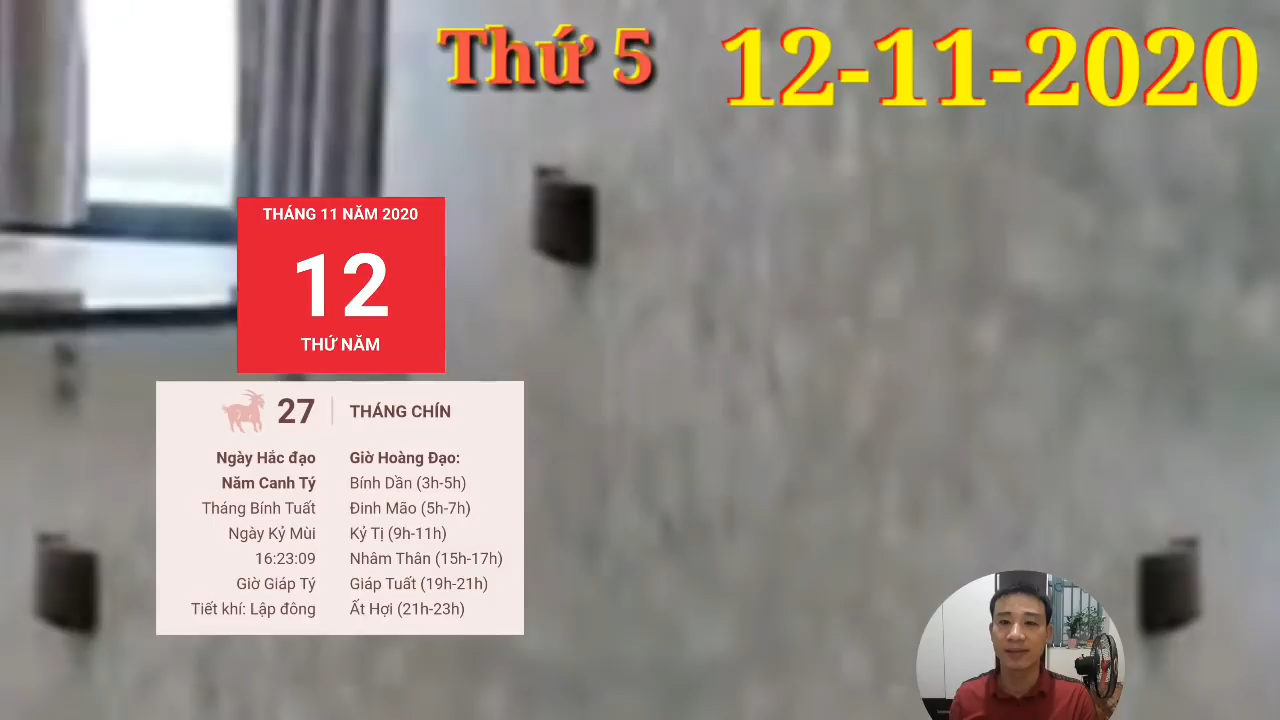 Thứ 5 12-11-2020
THÁNG 11 NĂM 2020
12
THỨ NĂM
27 THÁNG CHÍN
Ngày Hắc đạo
Năm Canh Tý
Tháng Bính Tuất
Ngày Kỷ Mùi
16:23:09
Giờ Giáp Tý
Tiết khí: Lập đông
Giờ Hoàng Đạo:
Bính Dần (3h-5h)
Đinh Mão (5h-7h)
Kỷ Tị (9h-11h)
Nhâm Thân (15h-17h)
Giáp Tuất (19h-21h)
Ất Hợi (21h-23h)